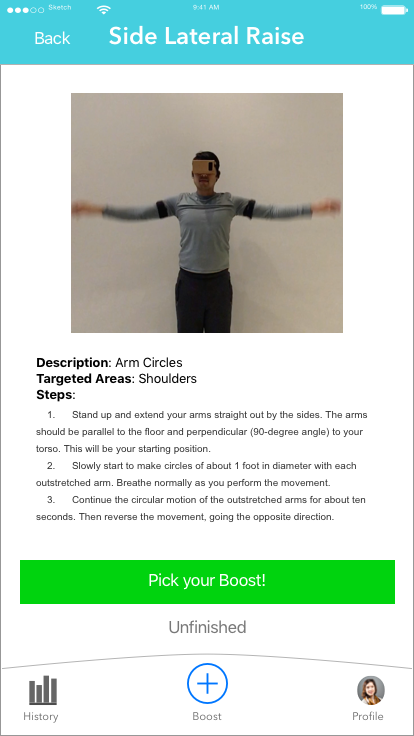 Sketch 9:41 AM 100%
Back Side Lateral Raise
Description: Arm Circles
Targeted Areas: Shoulders
Steps:
1. Stand up and extend your arms straight out by the sides. The arms
should be parallel to the floor and perpendicular (90-degree angle) to your
torso. This will be your starting position.
2. Slowly start to make circles of about 1 foot in diameter with each
outstretched arm. Breathe normally as you perform the movement.
3. Continue the circular motion of the outstretched arms for about ten
seconds. Then reverse the movement, going the opposite direction.
Pick your Boost!
Unfinished
History Boost Profile